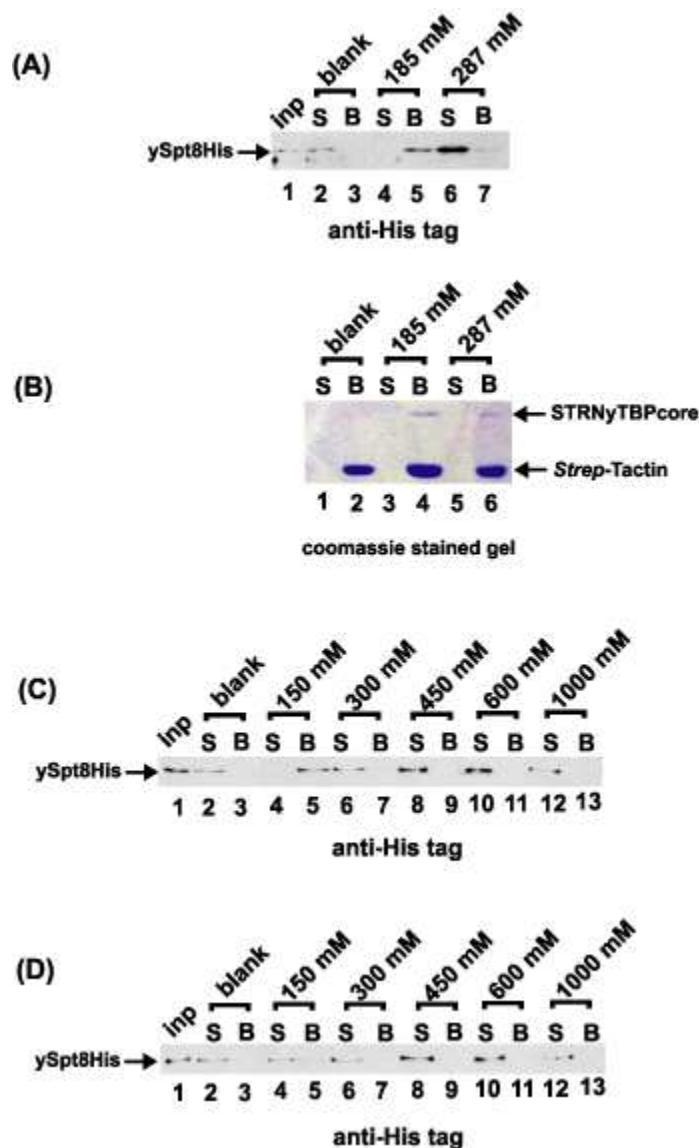 (A)
blank
185 mM
287 mM
inp S B S B S B
ySpt8His
1 2 3 4 5 6 7
anti-His tag
(B)
blank
185 mM
287 mM
S B S B S B
STRNyTBPcore
Strep-Tactin
1 2 3 4 5 6
coomassie stained gel
(C)
blank
150 mM
300 mM
450 mM
600 mM
1000 mM
inp S B S B S B S B S B S B
ySpt8His
1 2 3 4 5 6 7 8 9 10 11 12 13
anti-His tag
(D)
blank
150 mM
300 mM
450 mM
600 mM
1000 mM
inp S B S B S B S B S B S B
ySpt8His
1 2 3 4 5 6 7 8 9 10 11 12 13
anti-His tag